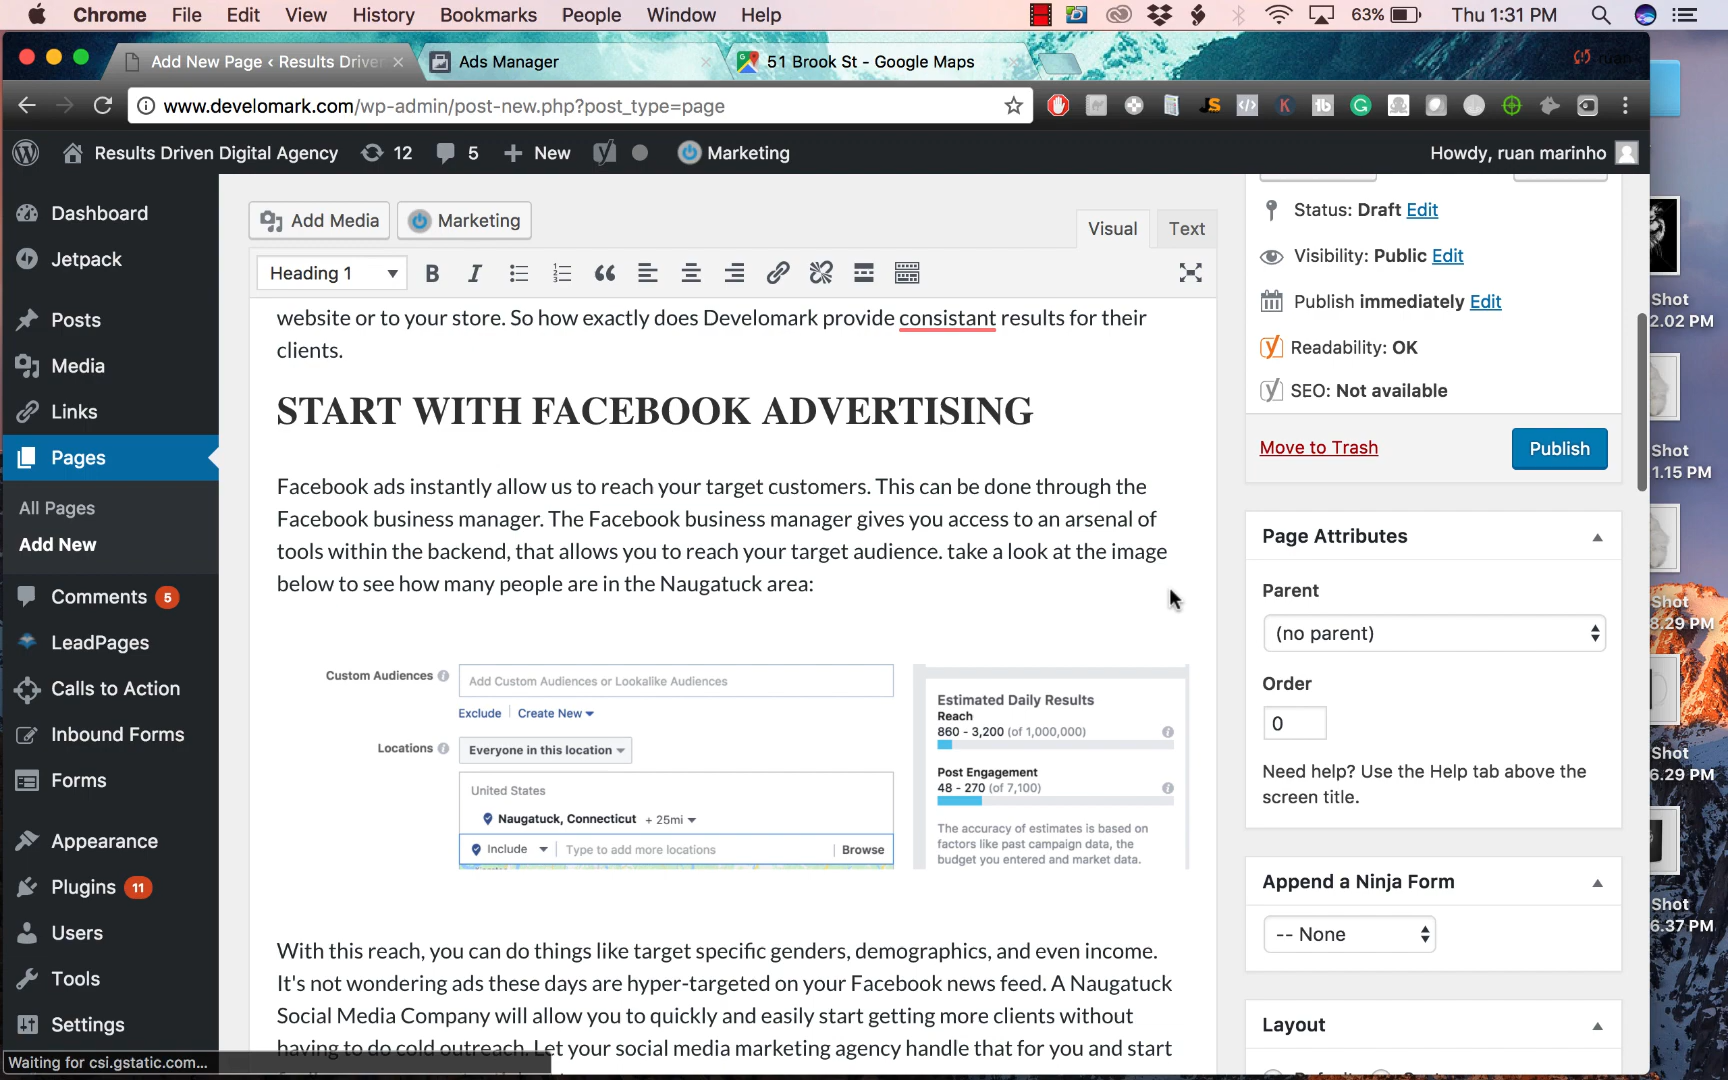 Chrome File Edit View History Bookmarks People Window Help 63% Thu 1:31 PM
Add New Page ‹ Results Driven
Ads Manager
51 Brook St - Google Maps
ruan
www.develomark.com/wp-admin/post-new.php?post_type=page
Results Driven Digital Agency 12 5 New Marketing Howdy, ruan marinho
Dashboard
Jetpack
Posts
Media
Links
Pages
All Pages
Add New
Comments 5
LeadPages
Calls to Action
Inbound Forms
Forms
Appearance
Plugins 11
Users
Tools
Settings
Waiting for csi.gstatic.com...
Add Media Marketing
Visual Text
Heading 1
website or to your store. So how exactly does Develomark provide consistant results for their
clients.
START WITH FACEBOOK ADVERTISING
Facebook ads instantly allow us to reach your target customers. This can be done through the
Facebook business manager. The Facebook business manager gives you access to an arsenal of
tools within the backend, that allows you to reach your target audience. take a look at the image
below to see how many people are in the Naugatuck area:
Custom Audiences
Add Custom Audiences or Lookalike Audiences
Exclude Create New
Locations
Everyone in this location
United States
Naugatuck, Connecticut + 25mi
Include Type to add more locations Browse
Estimated Daily Results
Reach
860 - 3,200 (of 1,000,000)
Post Engagement
48 - 270 (of 7,100)
The accuracy of estimates is based on
factors like past campaign data, the
budget you entered and market data.
With this reach, you can do things like target specific genders, demographics, and even income.
It's not wondering ads these days are hyper-targeted on your Facebook news feed. A Naugatuck
Social Media Company will allow you to quickly and easily start getting more clients without
having to do cold outreach. Let your social media marketing agency handle that for you and start
Status: Draft Edit
Visibility: Public Edit
Publish immediately Edit
Readability: OK
SEO: Not available
Move to Trash
Publish
Page Attributes
Parent
(no parent)
Order
0
Need help? Use the Help tab above the
screen title.
Append a Ninja Form
-- None
Layout
Shot
2.02 PM
Shot
1.15 PM
Shot
8.29 PM
Shot
6.29 PM
Shot
6.37 PM